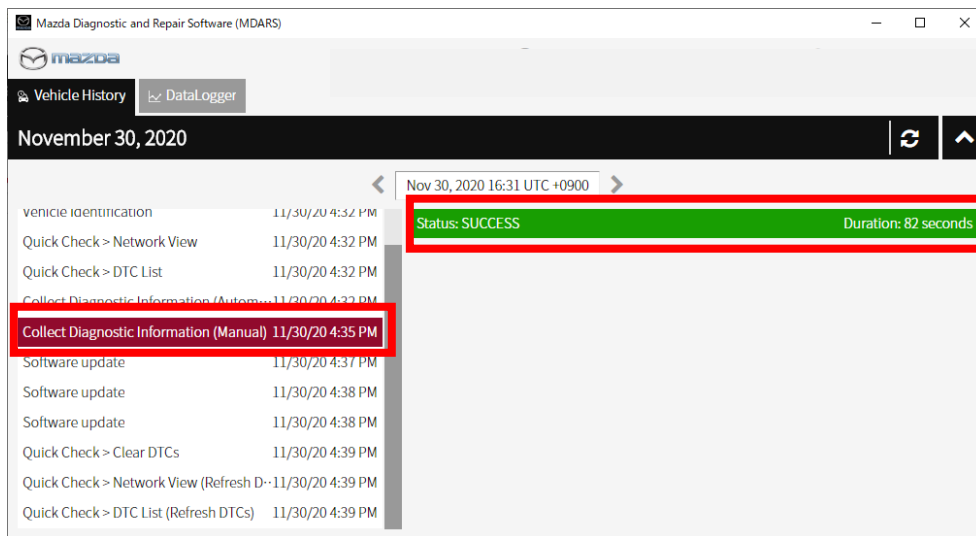 Mazda Diagnostic and Repair Software (MDARS)
mazda
Vehicle History DataLogger
November 30, 2020
Nov 30, 2020 16:31 UTC +0900
Vehicle Identification 11/30/20 4:32 PM
Status: SUCCESS Duration: 82 seconds
Quick Check > Network View 11/30/20 4:32 PM
Quick Check > DTC List 11/30/20 4:32 PM
Collect Diagnostic Information (Autom··· 11/30/20 4:32 PM
Collect Diagnostic Information (Manual) 11/30/20 4:35 PM
Software update 11/30/20 4:37 PM
Software update 11/30/20 4:38 PM
Software update 11/30/20 4:38 PM
Quick Check > Clear DTCs 11/30/20 4:39 PM
Quick Check > Network View (Refresh D··· 11/30/20 4:39 PM
Quick Check > DTC List (Refresh DTCs) 11/30/20 4:39 PM